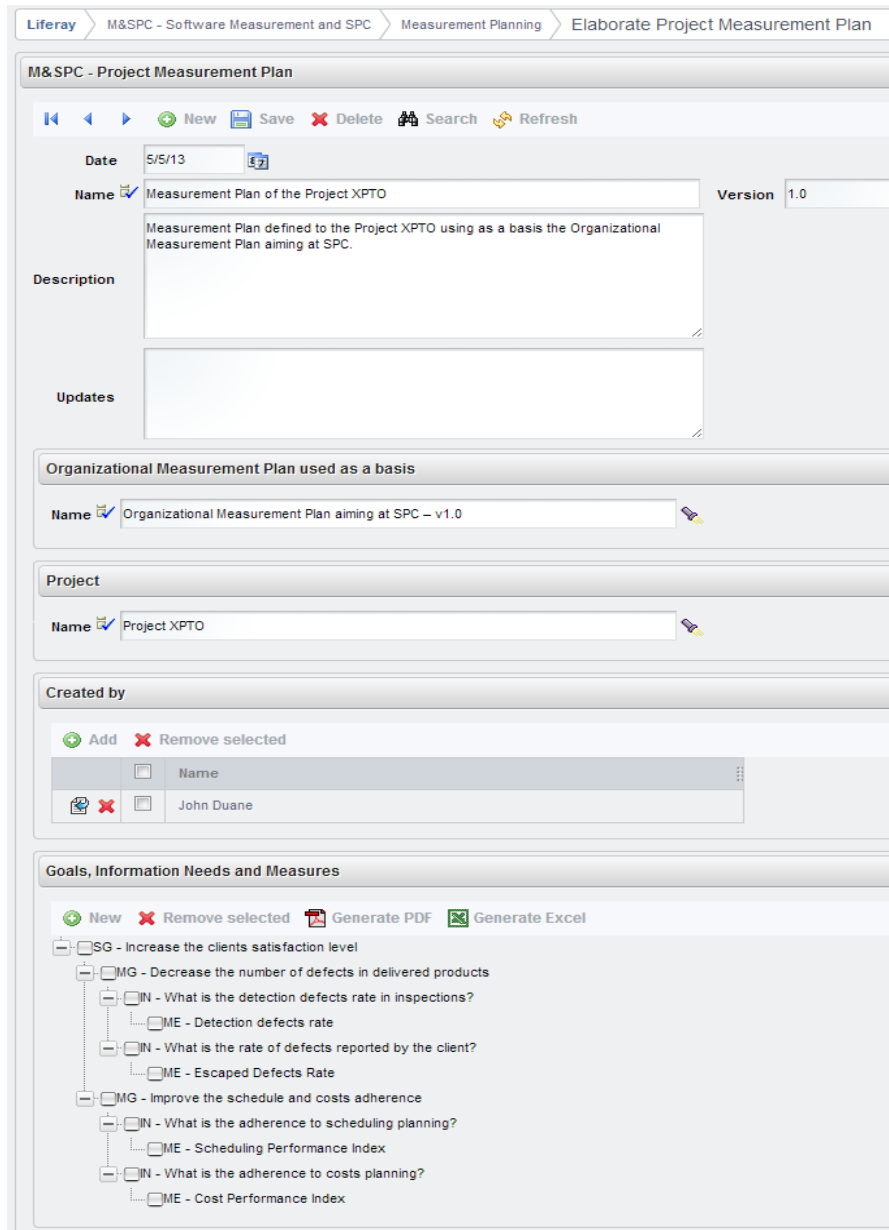 Liferay M&SPC - Software Measurement and SPC Measurement Planning Elaborate Project Measurement Plan
M&SPC - Project Measurement Plan
New Save Delete Search Refresh
Date 5/5/13
Name Measurement Plan of the Project XPTO Version 1.0
Measurement Plan defined to the Project XPTO using as a basis the Organizational
Measurement Plan aiming at SPC.
Description
Updates
Organizational Measurement Plan used as a basis
Name Organizational Measurement Plan aiming at SPC – v1.0
Project
Name Project XPTO
Created by
Add Remove selected
Name
John Duane
Goals, Information Needs and Measures
New Remove selected Generate PDF Generate Excel
SG - Increase the clients satisfaction level
MG - Decrease the number of defects in delivered products
IN - What is the detection defects rate in inspections?
ME - Detection defects rate
IN - What is the rate of defects reported by the client?
ME - Escaped Defects Rate
MG - Improve the schedule and costs adherence
IN - What is the adherence to scheduling planning?
ME - Scheduling Performance Index
IN - What is the adherence to costs planning?
ME - Cost Performance Index